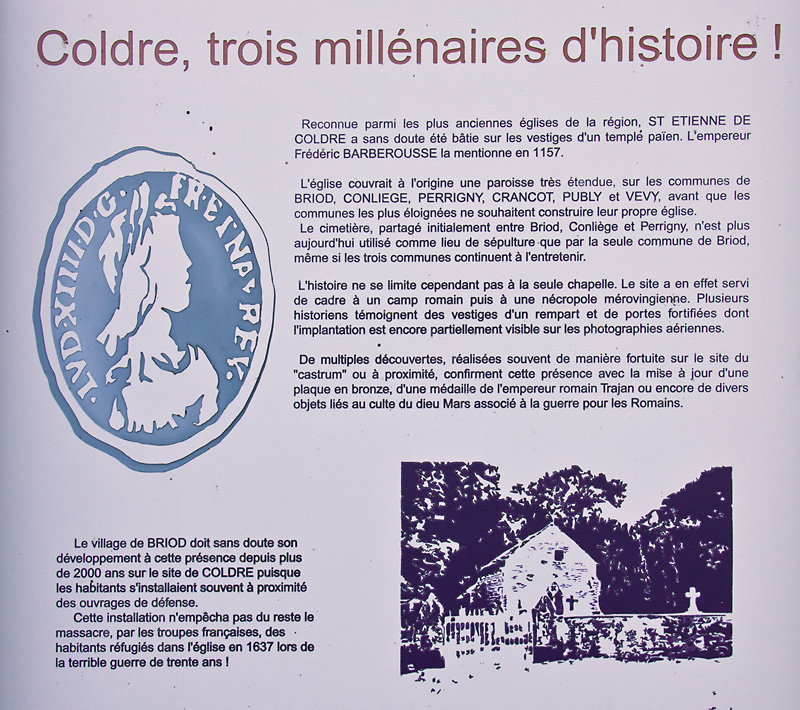 Coldre, trois millénaires d'histoire !
Reconnue parmi les plus anciennes églises de la région, ST ETIENNE DE
COLDRE a sans doute été bâtie sur les vestiges d'un temple païen. L'empereur
Frédéric BARBEROUSSE la mentionne en 1157.
L'église couvrait à l'origine une paroisse très étendue, sur les communes de
BRIOD, CONLIEGE, PERRIGNY, CRANCOT, PUBLY et VEVY, avant que les
communes les plus éloignées ne souhaitent construire leur propre église.
Le cimetière, partagé initialement entre Briod, Conliège et Perrigny, n'est plus
aujourd'hui utilisé comme lieu de sépulture que par la seule commune de Briod,
même si les trois communes continuent à l'entretenir.
L'histoire ne se limite cependant pas à la seule chapelle. Le site a en effet servi
de cadre à un camp romain puis à une nécropole mérovingienne. Plusieurs
historiens témoignent des vestiges d'un rempart et de portes fortifiées dont
l'implantation est encore partiellement visible sur les photographies aériennes.
De multiples découvertes, réalisées souvent de manière fortuite sur le site du
"castrum" ou à proximité, confirment cette présence avec la mise à jour d'une
plaque en bronze, d'une médaille de l'empereur romain Trajan ou encore de divers
objets liés au culte du dieu Mars associé à la guerre pour les Romains.
LVD·XIIII·D·G·
FRETNAV·REX·
Le village de BRIOD doit sans doute son
développement à cette présence depuis plus
de 2000 ans sur le site de COLDRE puisque
les habitants s'installaient souvent à proximité
des ouvrages de défense.
Cette installation n'empêcha pas du reste le
massacre, par les troupes françaises, des
habitants réfugiés dans l'église en 1637 lors de
la terrible guerre de trente ans !